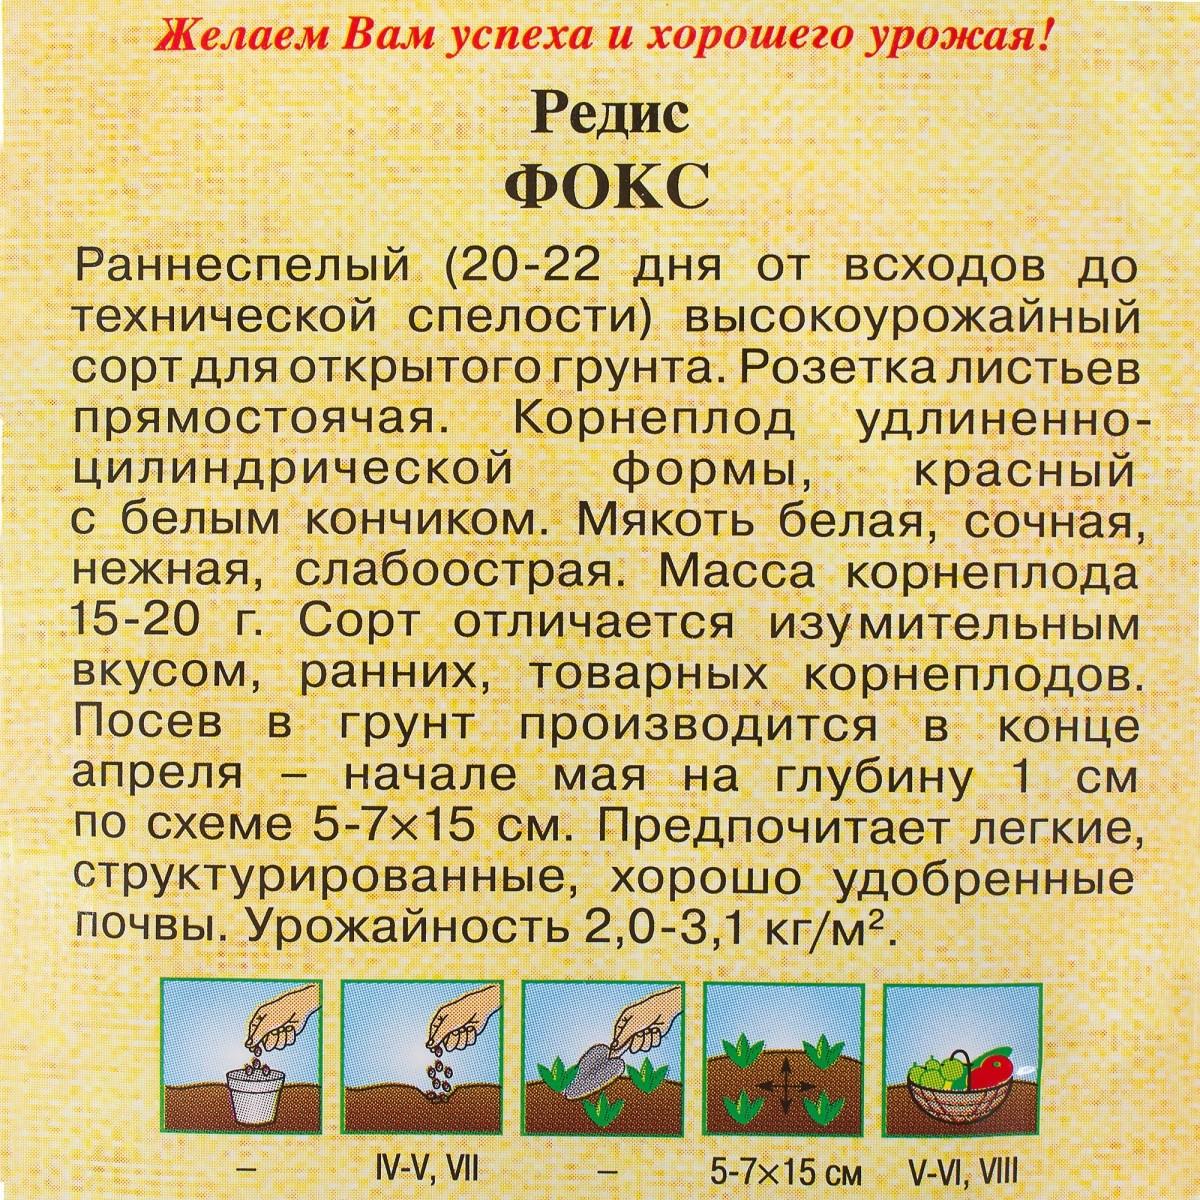 Желаем Вам успеха и хорошего урожая!
Редис
ФОКС
Раннеспелый (20-22 дня от всходов до
технической спелости) высокоурожайный
сорт для открытого грунта. Розетка листьев
прямостоячая. Корнеплод удлиненно-
цилиндрической формы, красный
с белым кончиком. Мякоть белая, сочная,
нежная, слабоострая. Масса корнеплода
15-20 г. Сорт отличается изумительным
вкусом, ранних, товарных корнеплодов.
Посев в грунт производится в конце
апреля – начале мая на глубину 1 см
по схеме 5-7×15 см. Предпочитает легкие,
структурированные, хорошо удобренные
почвы. Урожайность 2,0-3,1 кг/м².
– IV-V, VII – 5-7×15 см V-VI, VIII